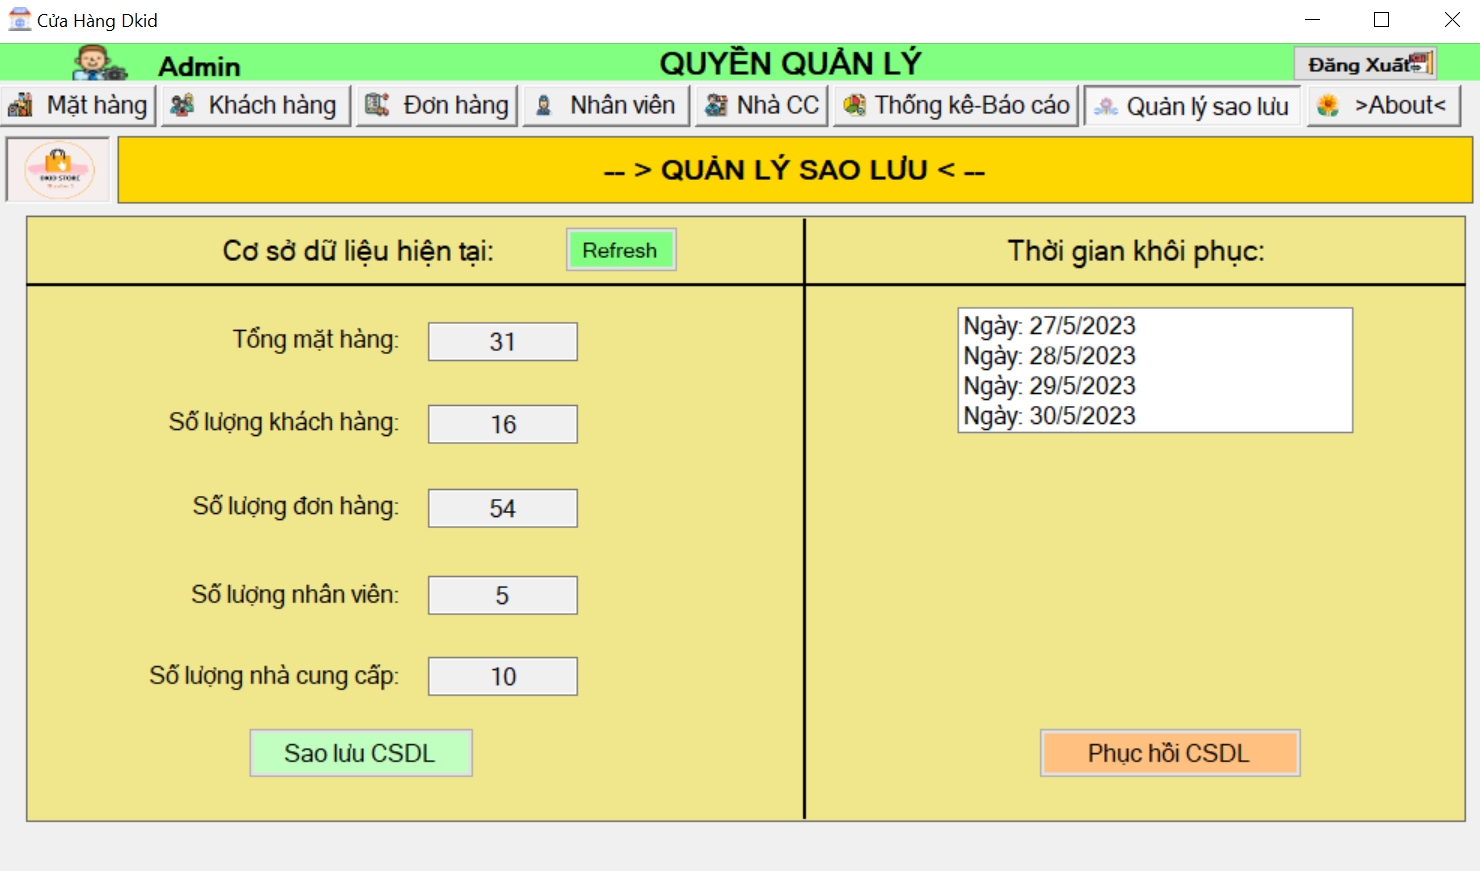 Cửa Hàng Dkid
Admin
QUYỀN QUẢN LÝ
Đăng Xuất
Mặt hàng
Khách hàng
Đơn hàng
Nhân viên
Nhà CC
Thống kê-Báo cáo
Quản lý sao lưu
>About<
DKID STORE
-- > QUẢN LÝ SAO LƯU < --
Cơ sở dữ liệu hiện tại:
Refresh
Tổng mặt hàng:
31
Số lượng khách hàng:
16
Số lượng đơn hàng:
54
Số lượng nhân viên:
5
Số lượng nhà cung cấp:
10
Sao lưu CSDL
Thời gian khôi phục:
Ngày: 27/5/2023
Ngày: 28/5/2023
Ngày: 29/5/2023
Ngày: 30/5/2023
Phục hồi CSDL